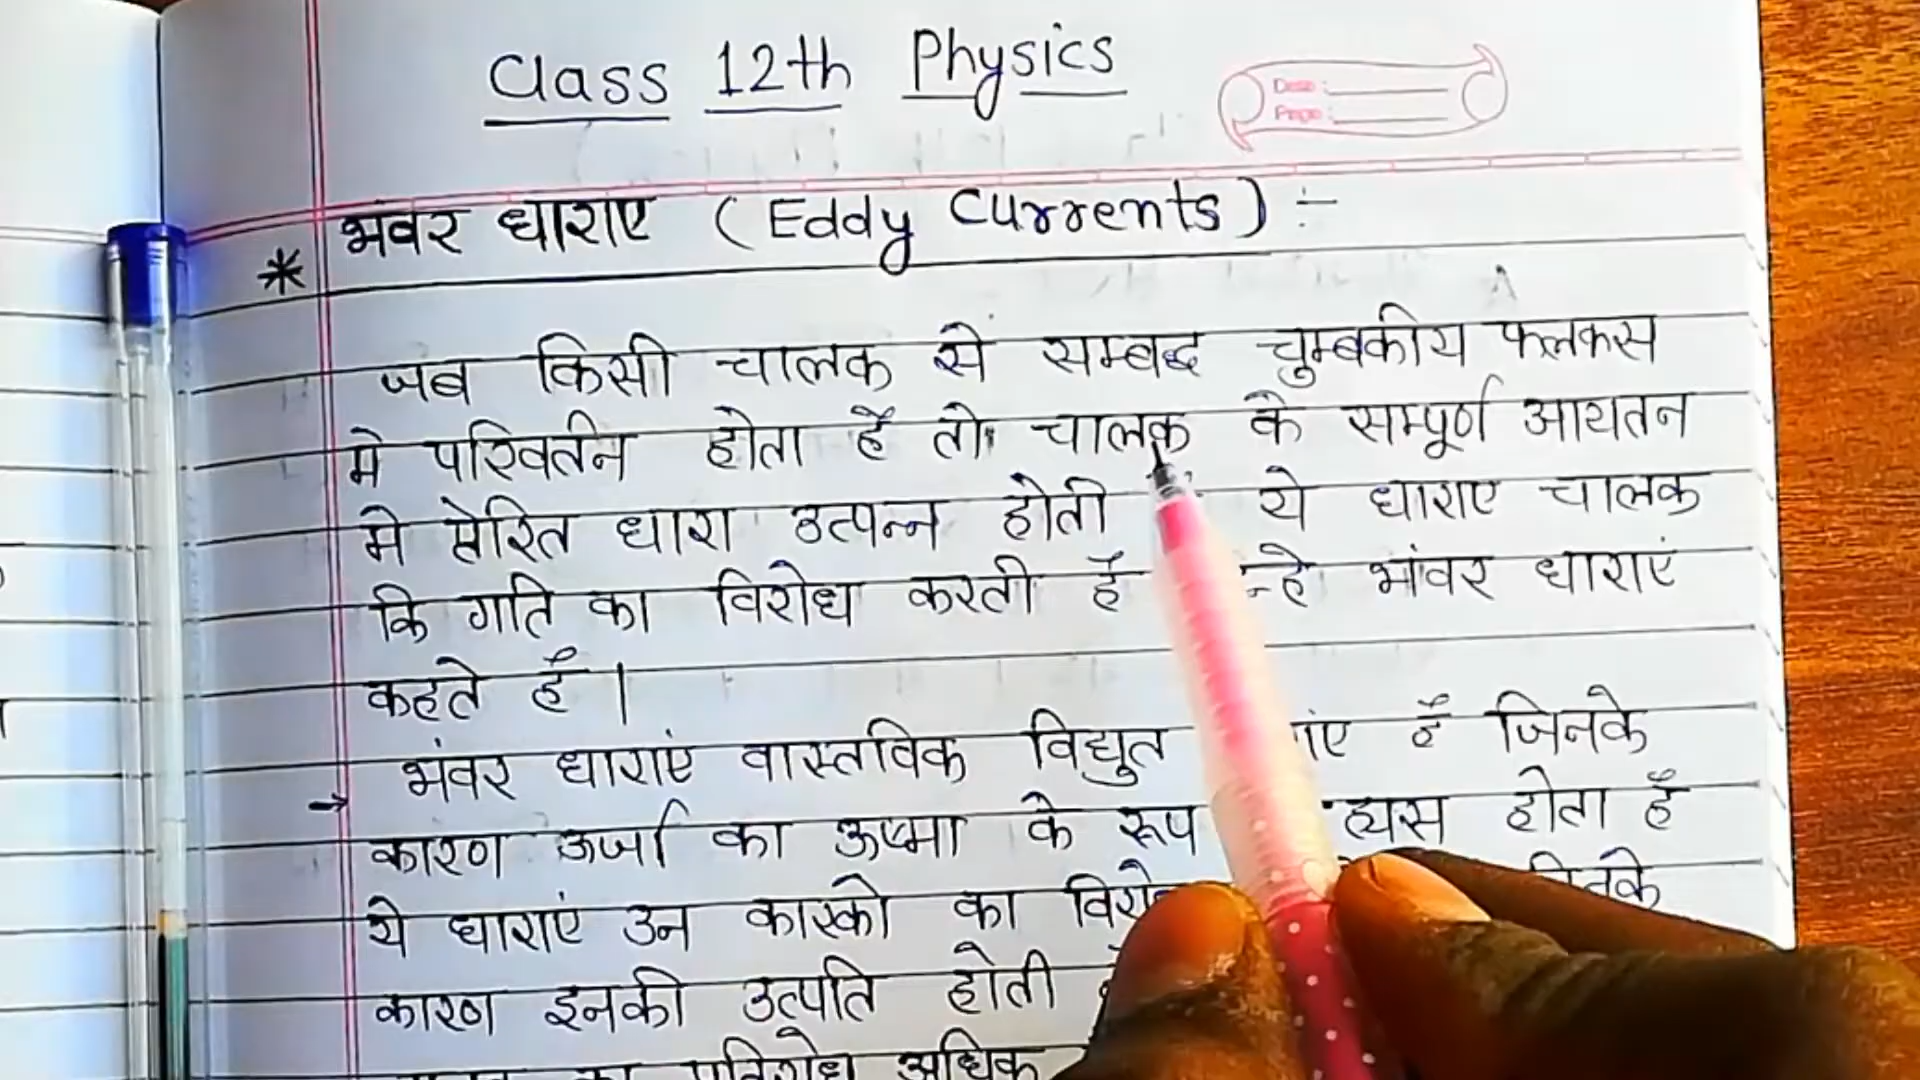 Class 12th Physics
Date :
Page :
* भंवर धाराए ( Eddy Currents ) :-
जब किसी चालक से सम्बद्ध चुम्बकीय फलक्स
मे परिवर्तन होता है तो चालक के सम्पूर्ण आयतन
मे प्रेरित धारा उत्पन्न होती ये धाराए चालक
कि गति का विरोध करती है भांवर धाराएं
कहते है ।
→ भंवर धाराएं वास्तविक विद्युत है जिनके
कारण ऊर्जा का ऊष्मा के रूप ह्यस होता है
ये धाराएं उन कारको का
कारण इनकी उत्पति होती
का प्रतिरोध अधिक